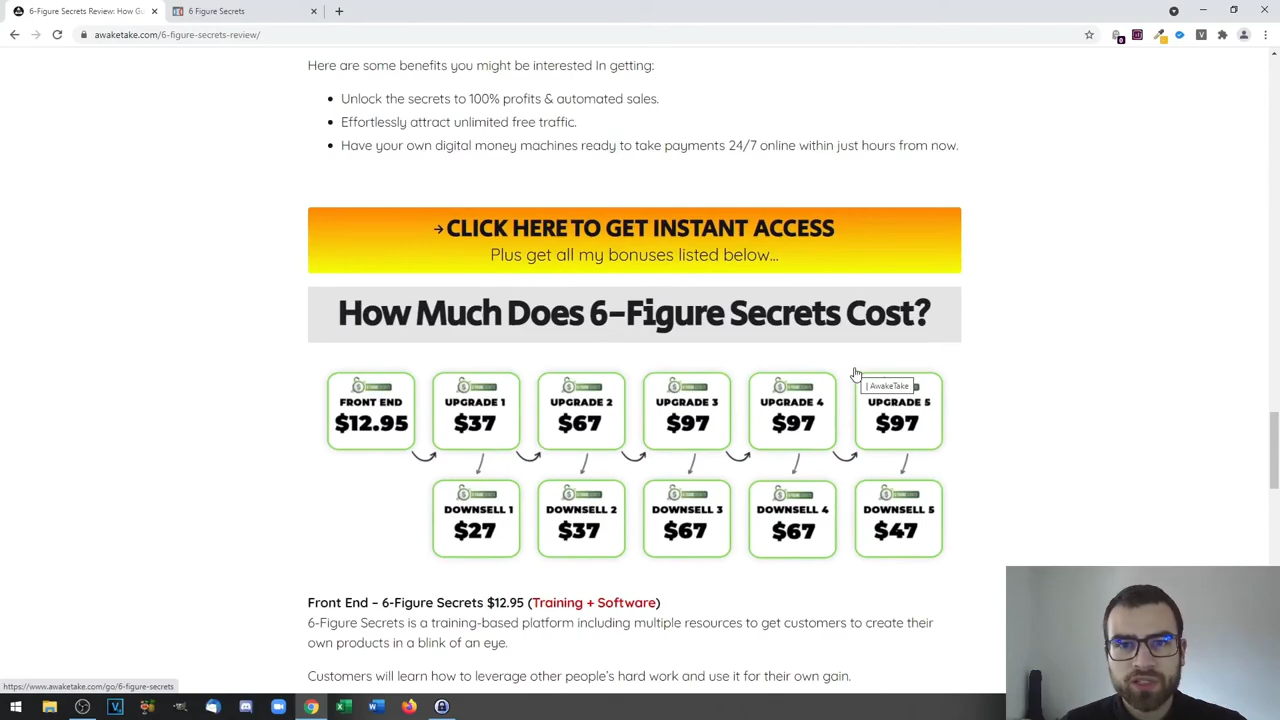 6-Figure Secrets Review: How Gu
6 Figure Secrets
awaketake.com/6-figure-secrets-review/
Here are some benefits you might be interested In getting:
• Unlock the secrets to 100% profits & automated sales.
• Effortlessly attract unlimited free traffic.
• Have your own digital money machines ready to take payments 24/7 online within just hours from now.
→ CLICK HERE TO GET INSTANT ACCESS
Plus get all my bonuses listed below...
How Much Does 6-Figure Secrets Cost?
| AwakeTake
FRONT END UPGRADE 1 UPGRADE 2 UPGRADE 3 UPGRADE 4 UPGRADE 5
$12.95 $37 $67 $97 $97 $97
DOWNSELL 1 DOWNSELL 2 DOWNSELL 3 DOWNSELL 4 DOWNSELL 5
$27 $37 $67 $67 $47
Front End – 6-Figure Secrets $12.95 (Training + Software)
6-Figure Secrets is a training-based platform including multiple resources to get customers to create their
own products in a blink of an eye.
Customers will learn how to leverage other people's hard work and use it for their own gain.
https://www.awaketake.com/go/6-figure-secrets